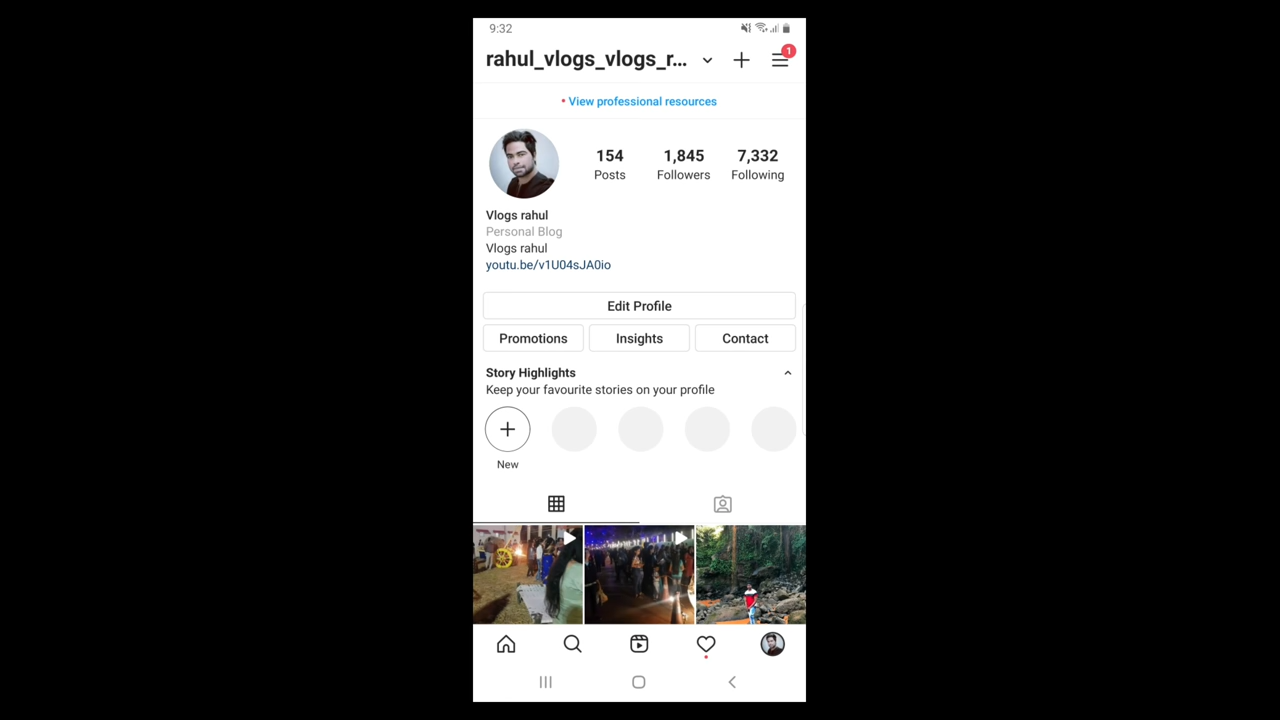 9:32
rahul_vlogs_vlogs_r...
1
• View professional resources
154
1,845
7,332
Posts
Followers
Following
Vlogs rahul
Personal Blog
Vlogs rahul
youtu.be/v1U04sJA0io
Edit Profile
Promotions
Insights
Contact
Story Highlights
Keep your favourite stories on your profile
New